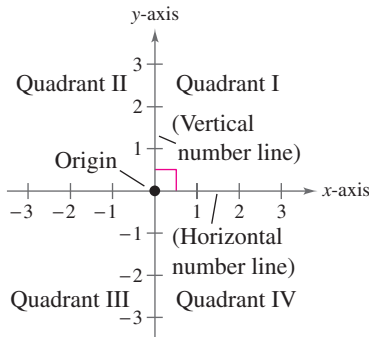 y-axis
3
Quadrant II
Quadrant I
2
(Vertical
number line)
1
Origin
x-axis
−3 −2 −1 1 2 3
−1
(Horizontal
number line)
−2
Quadrant III
Quadrant IV
−3